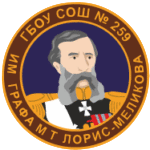 ГБОУ СОШ № 259
ИМ ГРАФА М Т ЛОРИС-МЕЛИКОВА